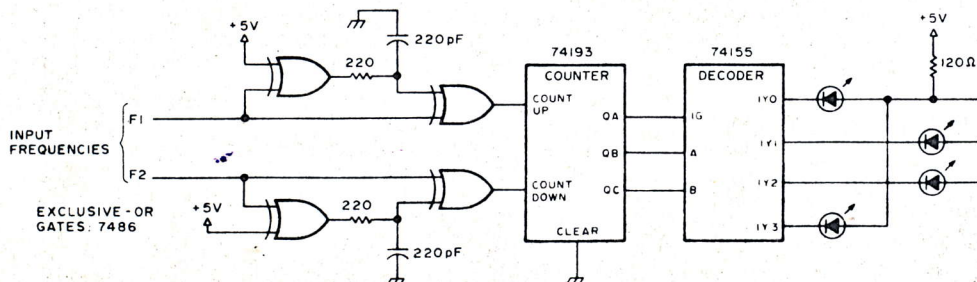 +5V
220pF
220
74193
COUNTER
COUNT
UP
QA
QB
QC
COUNT
DOWN
CLEAR
74155
DECODER
1G
A
B
1Y0
1Y1
1Y2
1Y3
+5V
120Ω
INPUT
FREQUENCIES
F1
F2
EXCLUSIVE-OR
GATES: 7486
+5V
220
220pF